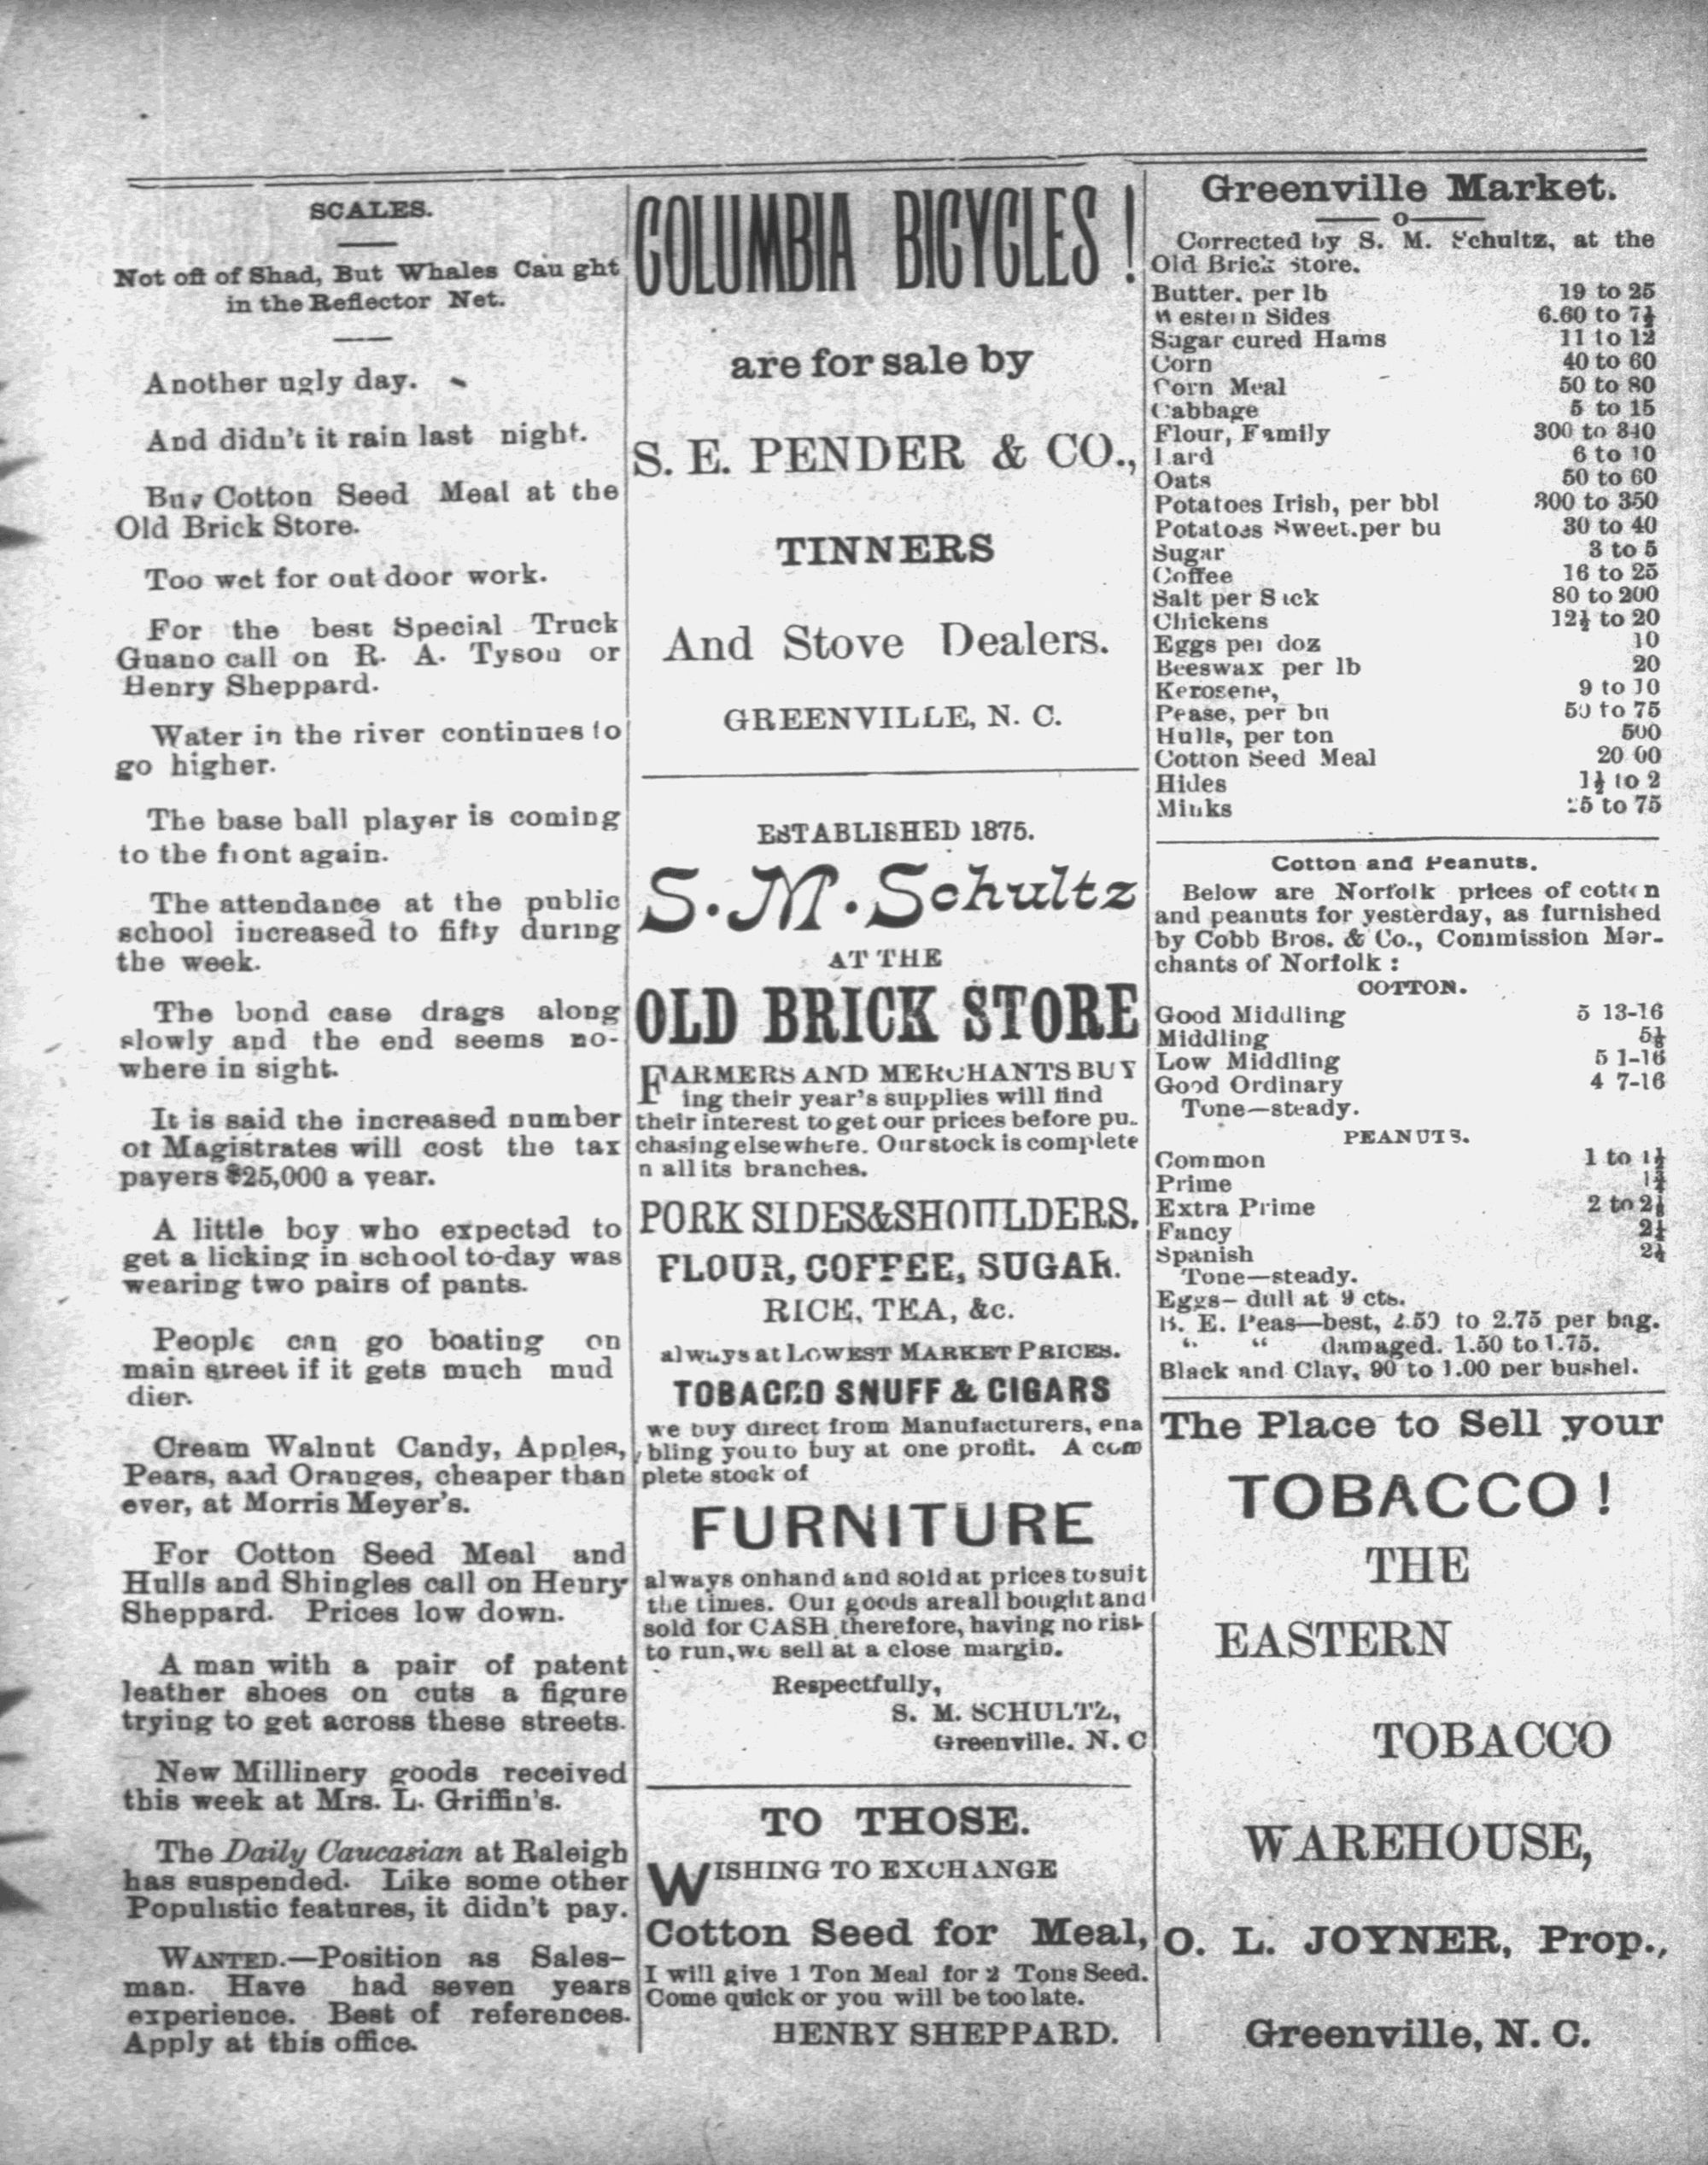 SCALES.
Not oft of Shad, But Whales Cau ght
in the Reflector Net.
Another ugly day.
And didn't it rain last night.
Buy Cotton Seed Meal at the
Old Brick Store.
Too wet for out door work.
For the best Special Truck
Guano call on R. A. Tyson or
Henry Sheppard.
Water in the river continues to
go higher.
The base ball player is coming
to the front again.
The attendance at the public
school increased to fifty during
the week.
The bond case drags along
slowly and the end seems no-
where in sight.
It is said the increased number
of Magistrates will cost the tax
payers $25,000 a year.
A little boy who expected to
get a licking in school to-day was
wearing two pairs of pants.
People can go boating on
main street if it gets much mud
dier.
Cream Walnut Candy, Apples,
Pears, aad Oranges, cheaper than
ever, at Morris Meyer's.
For Cotton Seed Meal and
Hulls and Shingles call on Henry
Sheppard. Prices low down.
A man with a pair of patent
leather shoes on cuts a figure
trying to get across these streets.
New Millinery goods received
this week at Mrs. L. Griffin's.
The Daily Caucasian at Raleigh
has suspended. Like some other
Populistic features, it didn't pay.
WANTED.—Position as Sales-
man. Have had seven years
experience. Best of references.
Apply at this office.
COLUMBIA BICYCLES!
are for sale by
S. E. PENDER & CO.,
TINNERS
And Stove Dealers.
GREENVILLE, N. C.
ESTABLISHED 1875.
S. M. Schultz
AT THE
OLD BRICK STORE
FARMERS AND MERCHANTS BUY
ing their year's supplies will find
their interest to get our prices before pu.
chasing elsewhere. Our stock is complete
n all its branches.
PORK SIDES & SHOULDERS.
FLOUR, COFFEE, SUGAR.
RICE, TEA, &c.
always at LOWEST MARKET PRICES.
TOBACCO SNUFF & CIGARS
we buy direct from Manufacturers, ena
bling you to buy at one profit. A com
plete stock of
FURNITURE
always onhand and sold at prices to suit
the times. Our goods are all bought and
sold for CASH therefore, having no risk
to run, we sell at a close margin.
Respectfully,
S. M. SCHULTZ,
Greenville. N. C
TO THOSE.
WISHING TO EXCHANGE
Cotton Seed for Meal,
I will give 1 Ton Meal for 2 Tons Seed.
Come quick or you will be too late.
HENRY SHEPPARD.
Greenville Market.
o
Corrected by S. M. Schultz, at the
Old Brick store.
Butter. per lb 19 to 25
Western Sides 6.60 to 7½
Sugar cured Hams 11 to 12
Corn 40 to 60
Corn Meal 50 to 80
Cabbage 5 to 15
Flour, Family 300 to 340
Lard 6 to 10
Oats 50 to 60
Potatoes Irish, per bbl 300 to 350
Potatoes Sweet.per bu 30 to 40
Sugar 3 to 5
Coffee 16 to 25
Salt per Sack 80 to 200
Chickens 12½ to 20
Eggs per doz 10
Beeswax per lb 20
Kerosene, 9 to 10
Pease, per bu 50 to 75
Hulls, per ton 500
Cotton Seed Meal 20 00
Hides 1½ to 2
Minks to 75
Cotton and Peanuts.
Below are Norfolk prices of cotton
and peanuts for yesterday, as furnished
by Cobb Bros. & Co., Commission Mer-
chants of Norfolk :
COTTON.
Good Middling 5 13-16
Middling
Low Middling 5 1-16
Good Ordinary 4 7-16
Tone—steady.
PEANUTS.
Common 1 to
Prime
Extra Prime 2 to
Fancy
Spanish
Tone—steady.
Eggs—dull at 9 cts.
B. E. Peas—best, 2.50 to 2.75 per bag.
" " damaged. 1.50 to 1.75.
Black and Clay, 90 to 1.00 per bushel.
The Place to Sell your
TOBACCO!
THE
EASTERN
TOBACCO
WAREHOUSE,
O. L. JOYNER, Prop.,
Greenville, N. C.